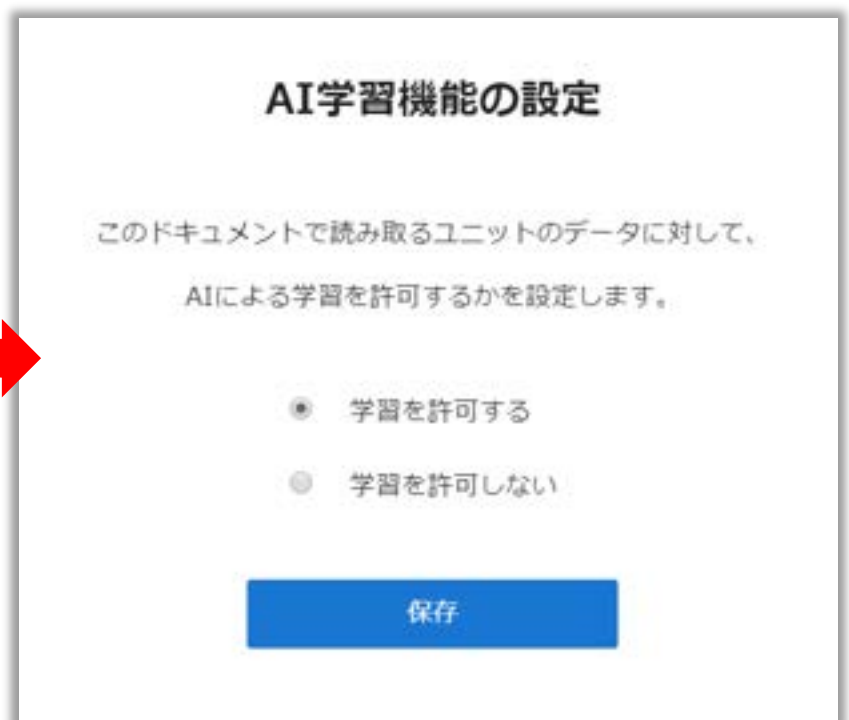 AI学習機能の設定
このドキュメントで読み取るユニットのデータに対して、
AIによる学習を許可するかを設定します。
学習を許可する
学習を許可しない
保存